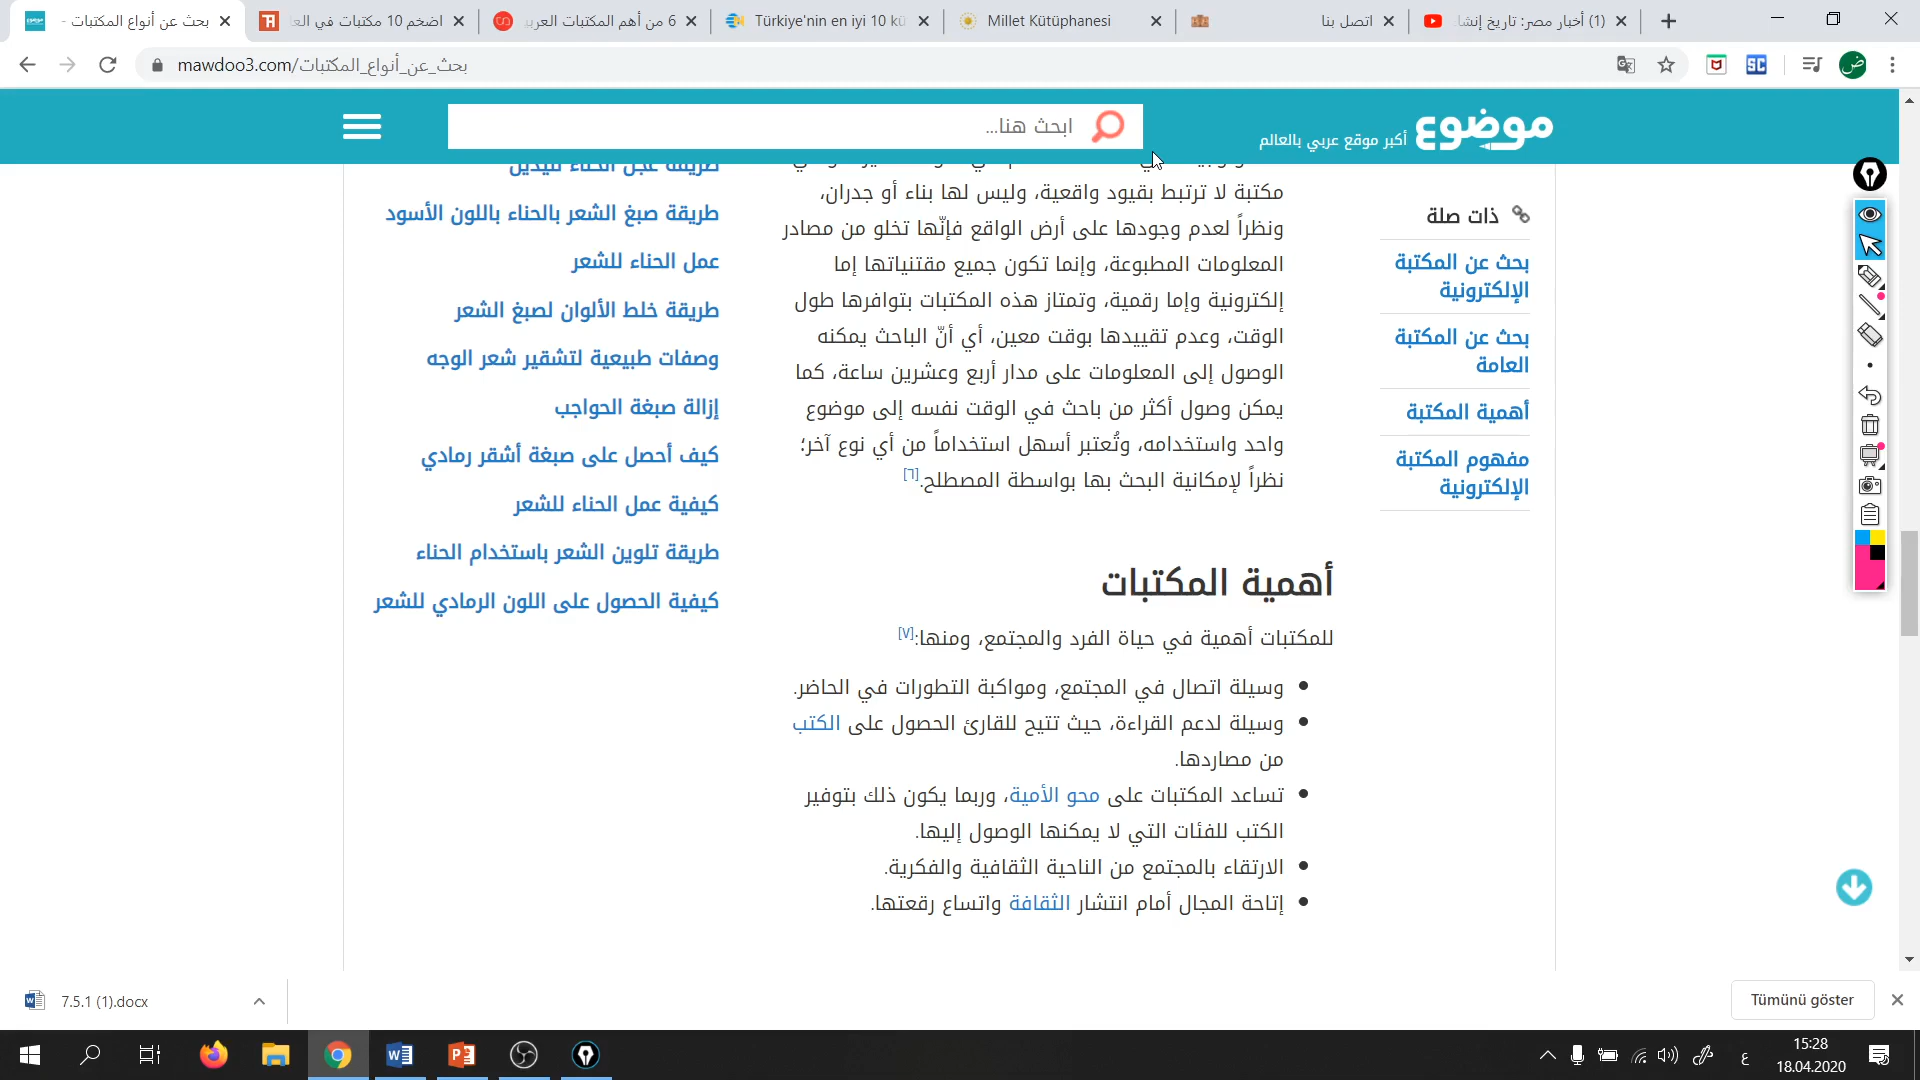 بحث عن أنواع المكتبات -
اضخم 10 مكتبات في
6 من أهم المكتبات
Türkiye'nin en iyi 10
Millet Kütüphanesi
اتصل بنا
(1) أخبار مصر: تاريخ
mawdoo3.com/بحث_عن_أنواع_المكتبات
موضوع
أكبر موقع عربي بالعالم
ابحث هنا...
ذات صلة
بحث عن المكتبة
الإلكترونية
بحث عن المكتبة
العامة
أهمية المكتبة
مفهوم المكتبة
الإلكترونية
مكتبة لا ترتبط بقيود واقعية، وليس لها بناء أو جدران،
ونظراً لعدم وجودها على أرض الواقع فإنّها تخلو من مصادر
المعلومات المطبوعة، وإنما تكون جميع مقتنياتها إما
إلكترونية وإما رقمية، وتمتاز هذه المكتبات بتوافرها طول
الوقت، وعدم تقييدها بوقت معين، أي أنّ الباحث يمكنه
الوصول إلى المعلومات على مدار أربع وعشرين ساعة، كما
يمكن وصول أكثر من باحث في الوقت نفسه إلى موضوع
واحد واستخدامه، وتُعتبر أسهل استخداماً من أي نوع آخر؛
نظراً لإمكانية البحث بها بواسطة المصطلح.[٦]
أهمية المكتبات
للمكتبات أهمية في حياة الفرد والمجتمع، ومنها:[٧]
وسيلة اتصال في المجتمع، ومواكبة التطورات في الحاضر.
وسيلة لدعم القراءة، حيث تتيح للقارئ الحصول على الكتب
من مصاردها.
تساعد المكتبات على محو الأمية، وربما يكون ذلك بتوفير
الكتب للفئات التي لا يمكنها الوصول إليها.
الارتقاء بالمجتمع من الناحية الثقافية والفكرية.
إتاحة المجال أمام انتشار الثقافة واتساع رقعتها.
طريقة عجن الحناء لليدين
طريقة صبغ الشعر بالحناء باللون الأسود
عمل الحناء للشعر
طريقة خلط الألوان لصبغ الشعر
وصفات طبيعية لتشقير شعر الوجه
إزالة صبغة الحواجب
كيف أحصل على صبغة أشقر رمادي
كيفية عمل الحناء للشعر
طريقة تلوين الشعر باستخدام الحناء
كيفية الحصول على اللون الرمادي للشعر
7.5.1 (1).docx
Tümünü göster
ع
15:28
18.04.2020